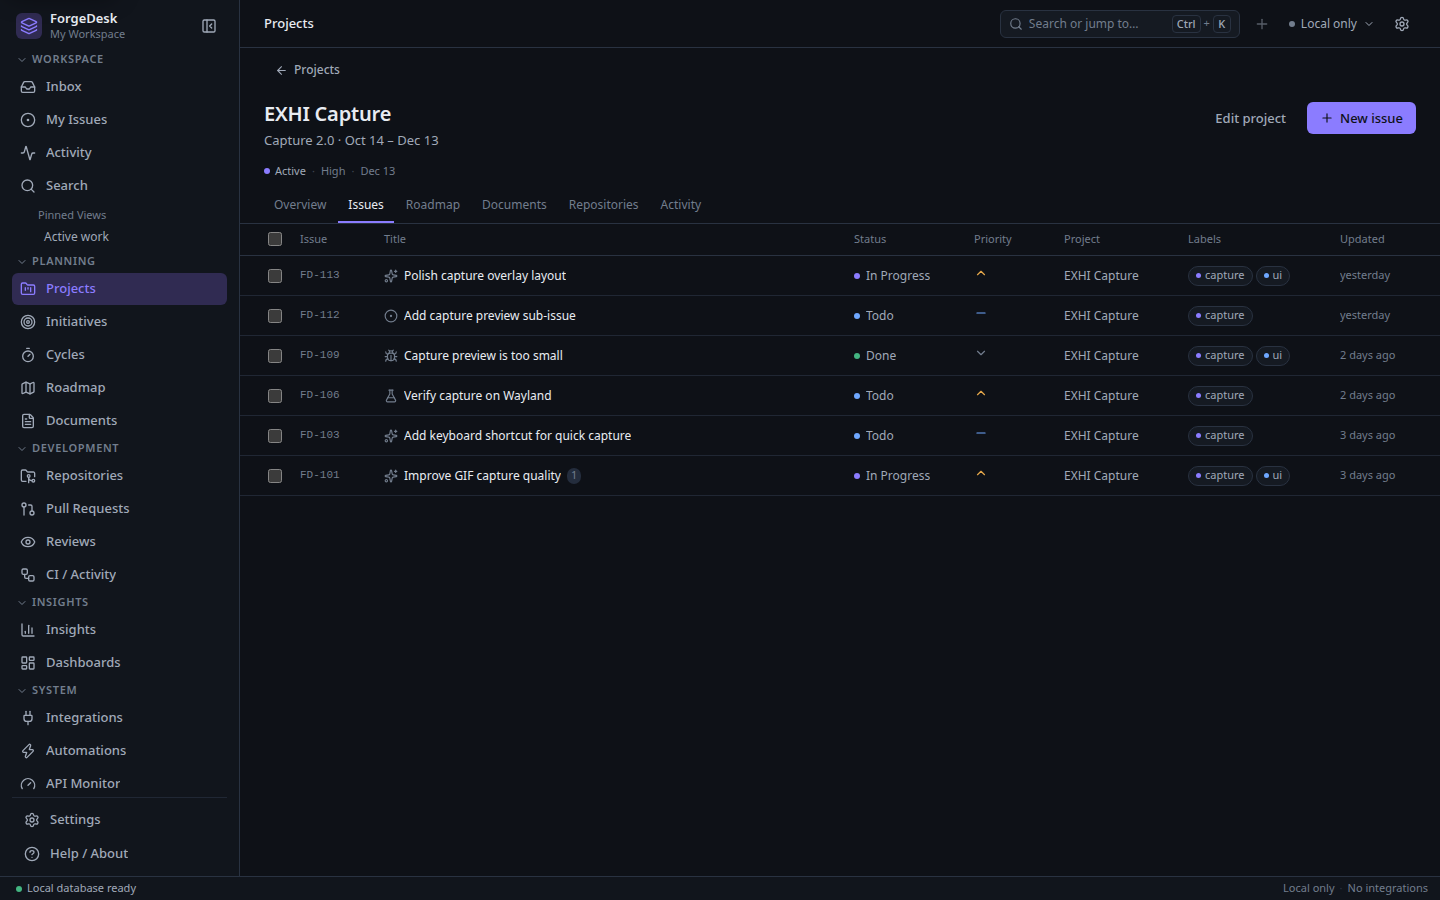 ForgeDesk
My Workspace
WORKSPACE
Inbox
My Issues
Activity
Search
Pinned Views
Active work
PLANNING
Projects
Initiatives
Cycles
Roadmap
Documents
DEVELOPMENT
Repositories
Pull Requests
Reviews
CI / Activity
INSIGHTS
Insights
Dashboards
SYSTEM
Integrations
Automations
API Monitor
Settings
Help / About
Projects
Search or jump to... Ctrl + K
Local only
Projects
EXHI Capture
Capture 2.0 · Oct 14 – Dec 13
Active · High · Dec 13
Edit project
New issue
Overview Issues Roadmap Documents Repositories Activity
Issue Title Status Priority Project Labels Updated
FD-113 Polish capture overlay layout In Progress EXHI Capture capture ui yesterday
FD-112 Add capture preview sub-issue Todo EXHI Capture capture yesterday
FD-109 Capture preview is too small Done EXHI Capture capture ui 2 days ago
FD-106 Verify capture on Wayland Todo EXHI Capture capture 2 days ago
FD-103 Add keyboard shortcut for quick capture Todo EXHI Capture capture 3 days ago
FD-101 Improve GIF capture quality 1 In Progress EXHI Capture capture ui 3 days ago
Local database ready
Local only · No integrations